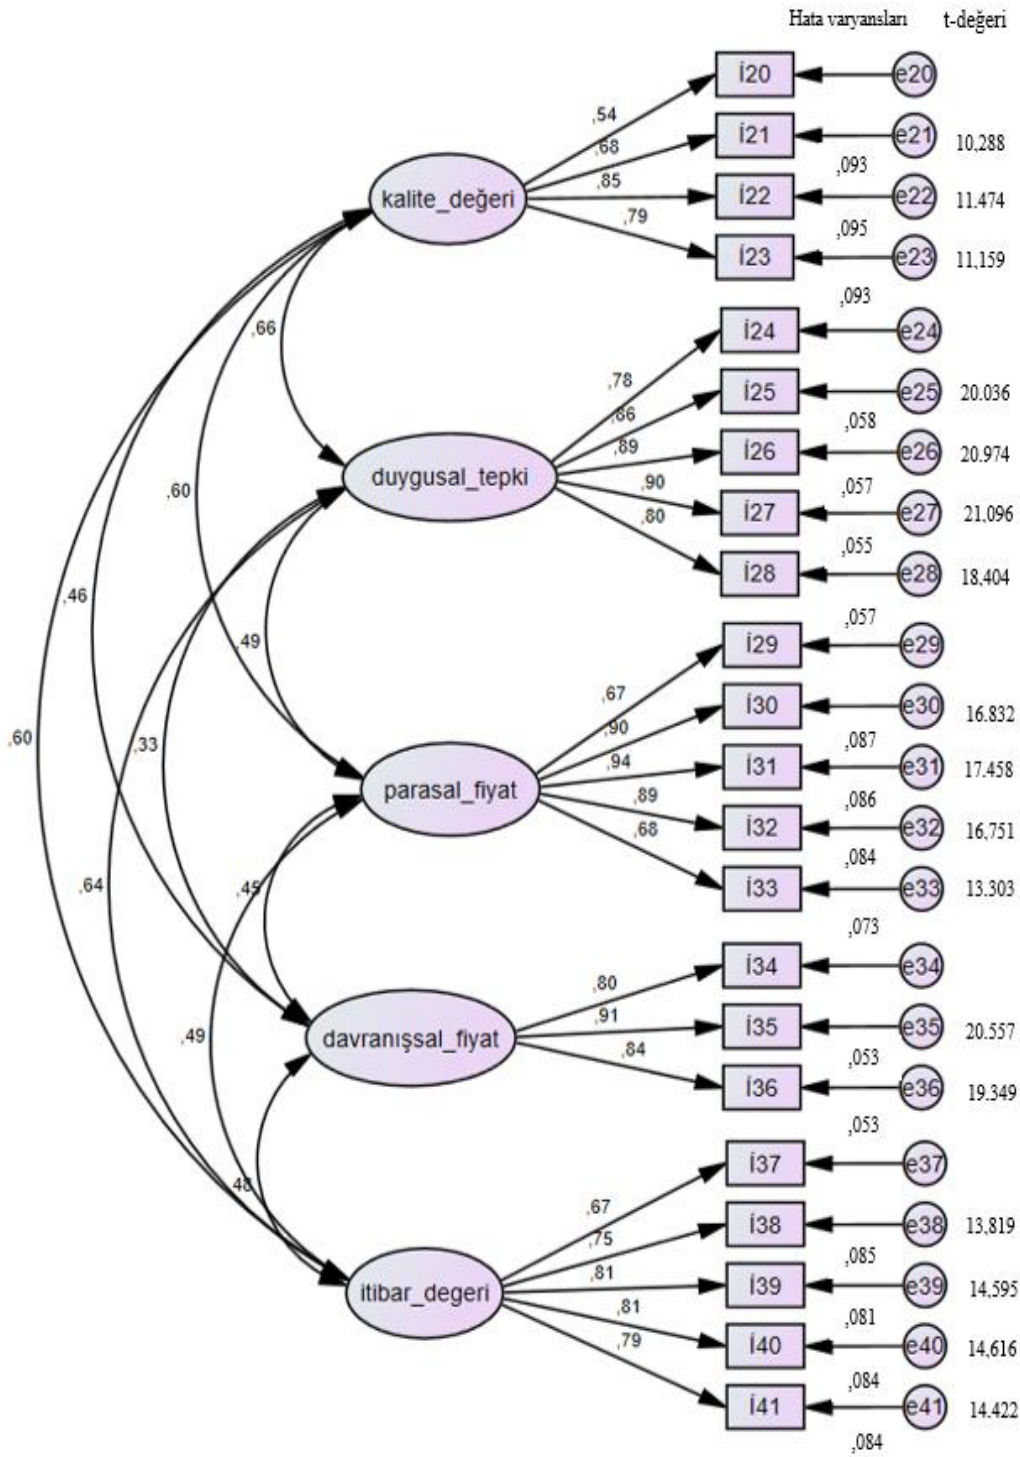 Hata varyansları t-değeri
İ20 e20
,54
İ21 e21 10,288
,68
,093
kalite_değeri ,85 İ22 e22 11.474
,79 ,095
İ23 e23 11,159
,093
,66 İ24 e24
,78
İ25 e25 20.036
,86 ,058
,89 İ26 e26 20.974
duygusal_tepki
,60 ,90 ,057
İ27 e27 21,096
,80
,055
İ28 e28 18,404
,46 ,057
,49 İ29 e29
,67
İ30 e30 16.832
,90
,60 ,33 ,087
,94 İ31 e31 17.458
parasal_fiyat ,89 ,086
İ32 e32 16,751
,68
,084
,64 ,45 İ33 e33 13.303
,073
İ34 e34
,80
,91 İ35 e35 20.557
,49 davranışsal_fiyat ,84 ,053
İ36 e36 19.349
,053
İ37 e37
,48 ,67
İ38 e38 13,819
,75
,085
,81 İ39 e39 14.595
itibar_degeri
,81 ,081
İ40 e40 14,616
,79
,084
İ41 e41 14.422
,084